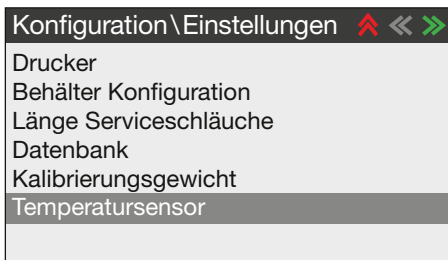 Konfiguration\Einstellungen
Drucker
Behälter Konfiguration
Länge Serviceschläuche
Datenbank
Kalibrierungsgewicht
Temperatursensor